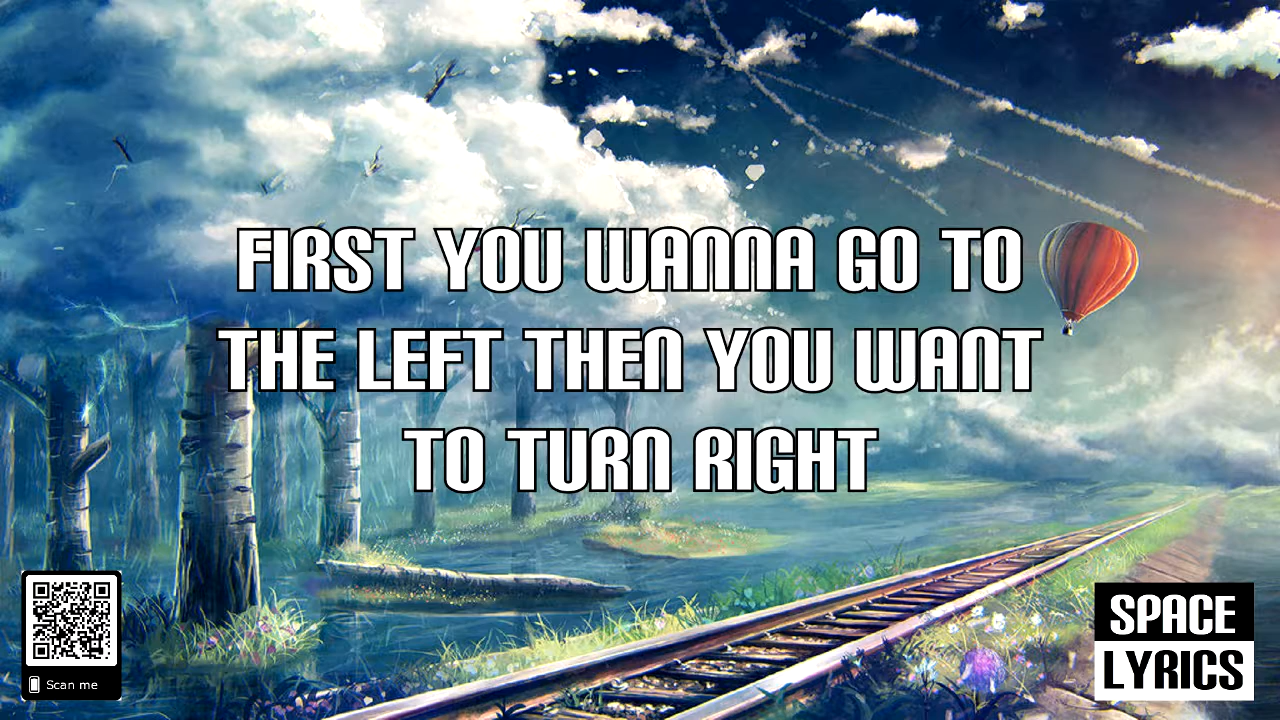 FIRST YOU WANNA GO TO
THE LEFT THEN YOU WANT
TO TURN RIGHT
Scan me
SPACE
LYRICS